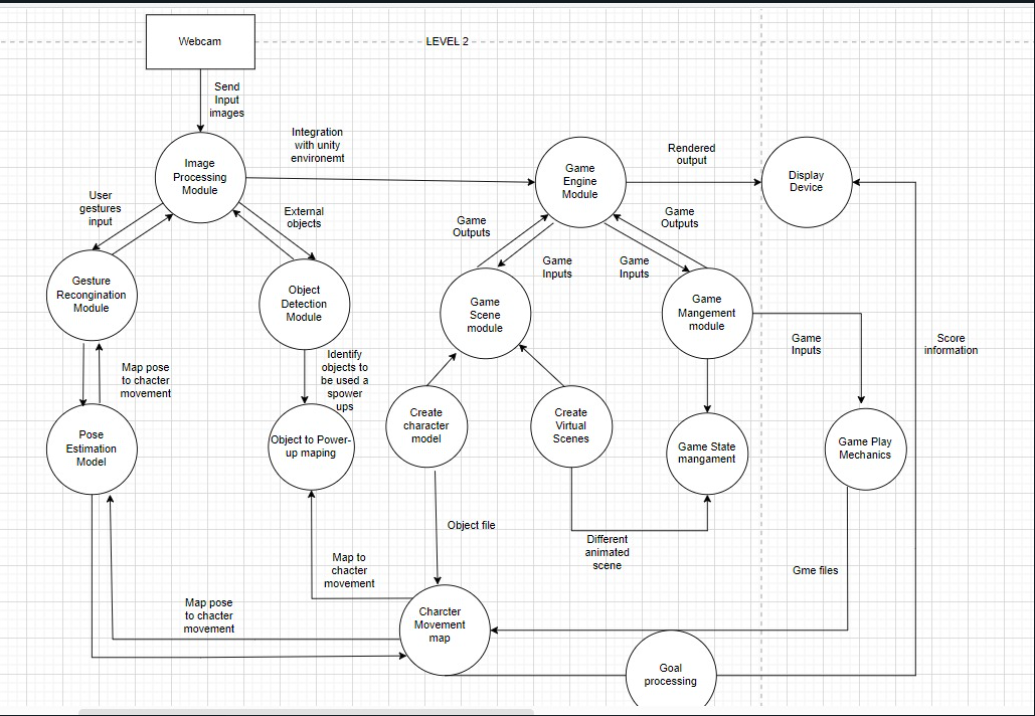 Webcam
LEVEL 2
Send
Input
images
Integration
with unity
environemt
Image
Processing
Module
Game
Engine
Module
Rendered
output
Display
Device
User
gestures
input
External
objects
Game
Outputs
Game
Outputs
Game
Inputs
Game
Inputs
Gesture
Recongination
Module
Object
Detection
Module
Game
Scene
module
Game
Mangement
module
Game
Inputs
Score
information
Map pose
to chacter
movement
Identify
objects to
be used a
spower
ups
Pose
Estimation
Model
Object to Power-
up maping
Create
character
model
Create
Virtual
Scenes
Game State
mangament
Game Play
Mechanics
Object file
Different
animated
scene
Map to
chacter
movement
Gme files
Map pose
to chacter
movement
Charcter
Movement
map
Goal
processing